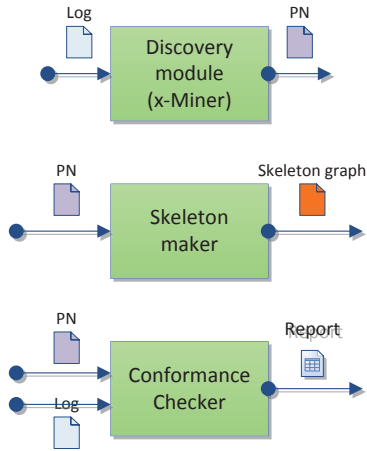 Log
PN
Discovery
module
(x-Miner)
PN
Skeleton graph
Skeleton
maker
PN
Report
Conformance
Checker
Log